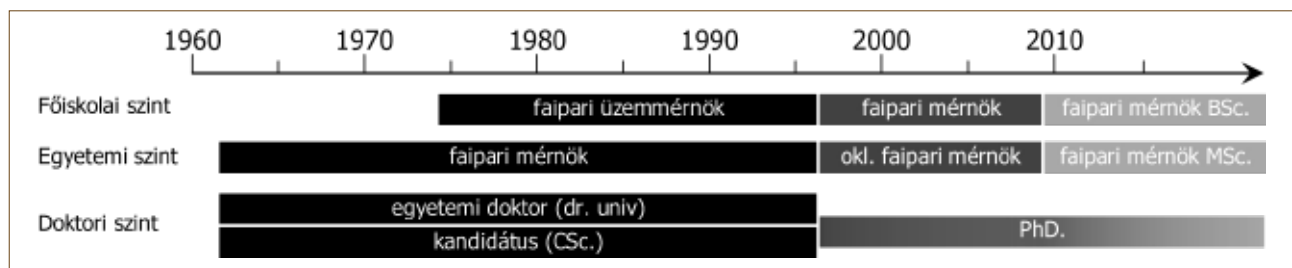 1960 1970 1980 1990 2000 2010
Főiskolai szint faipari üzemmérnök faipari mérnök faipari mérnök BSc.
Egyetemi szint faipari mérnök okl. faipari mérnök faipari mérnök MSc.
egyetemi doktor (dr. univ)
Doktori szint PhD.
kandidátus (CSc.)